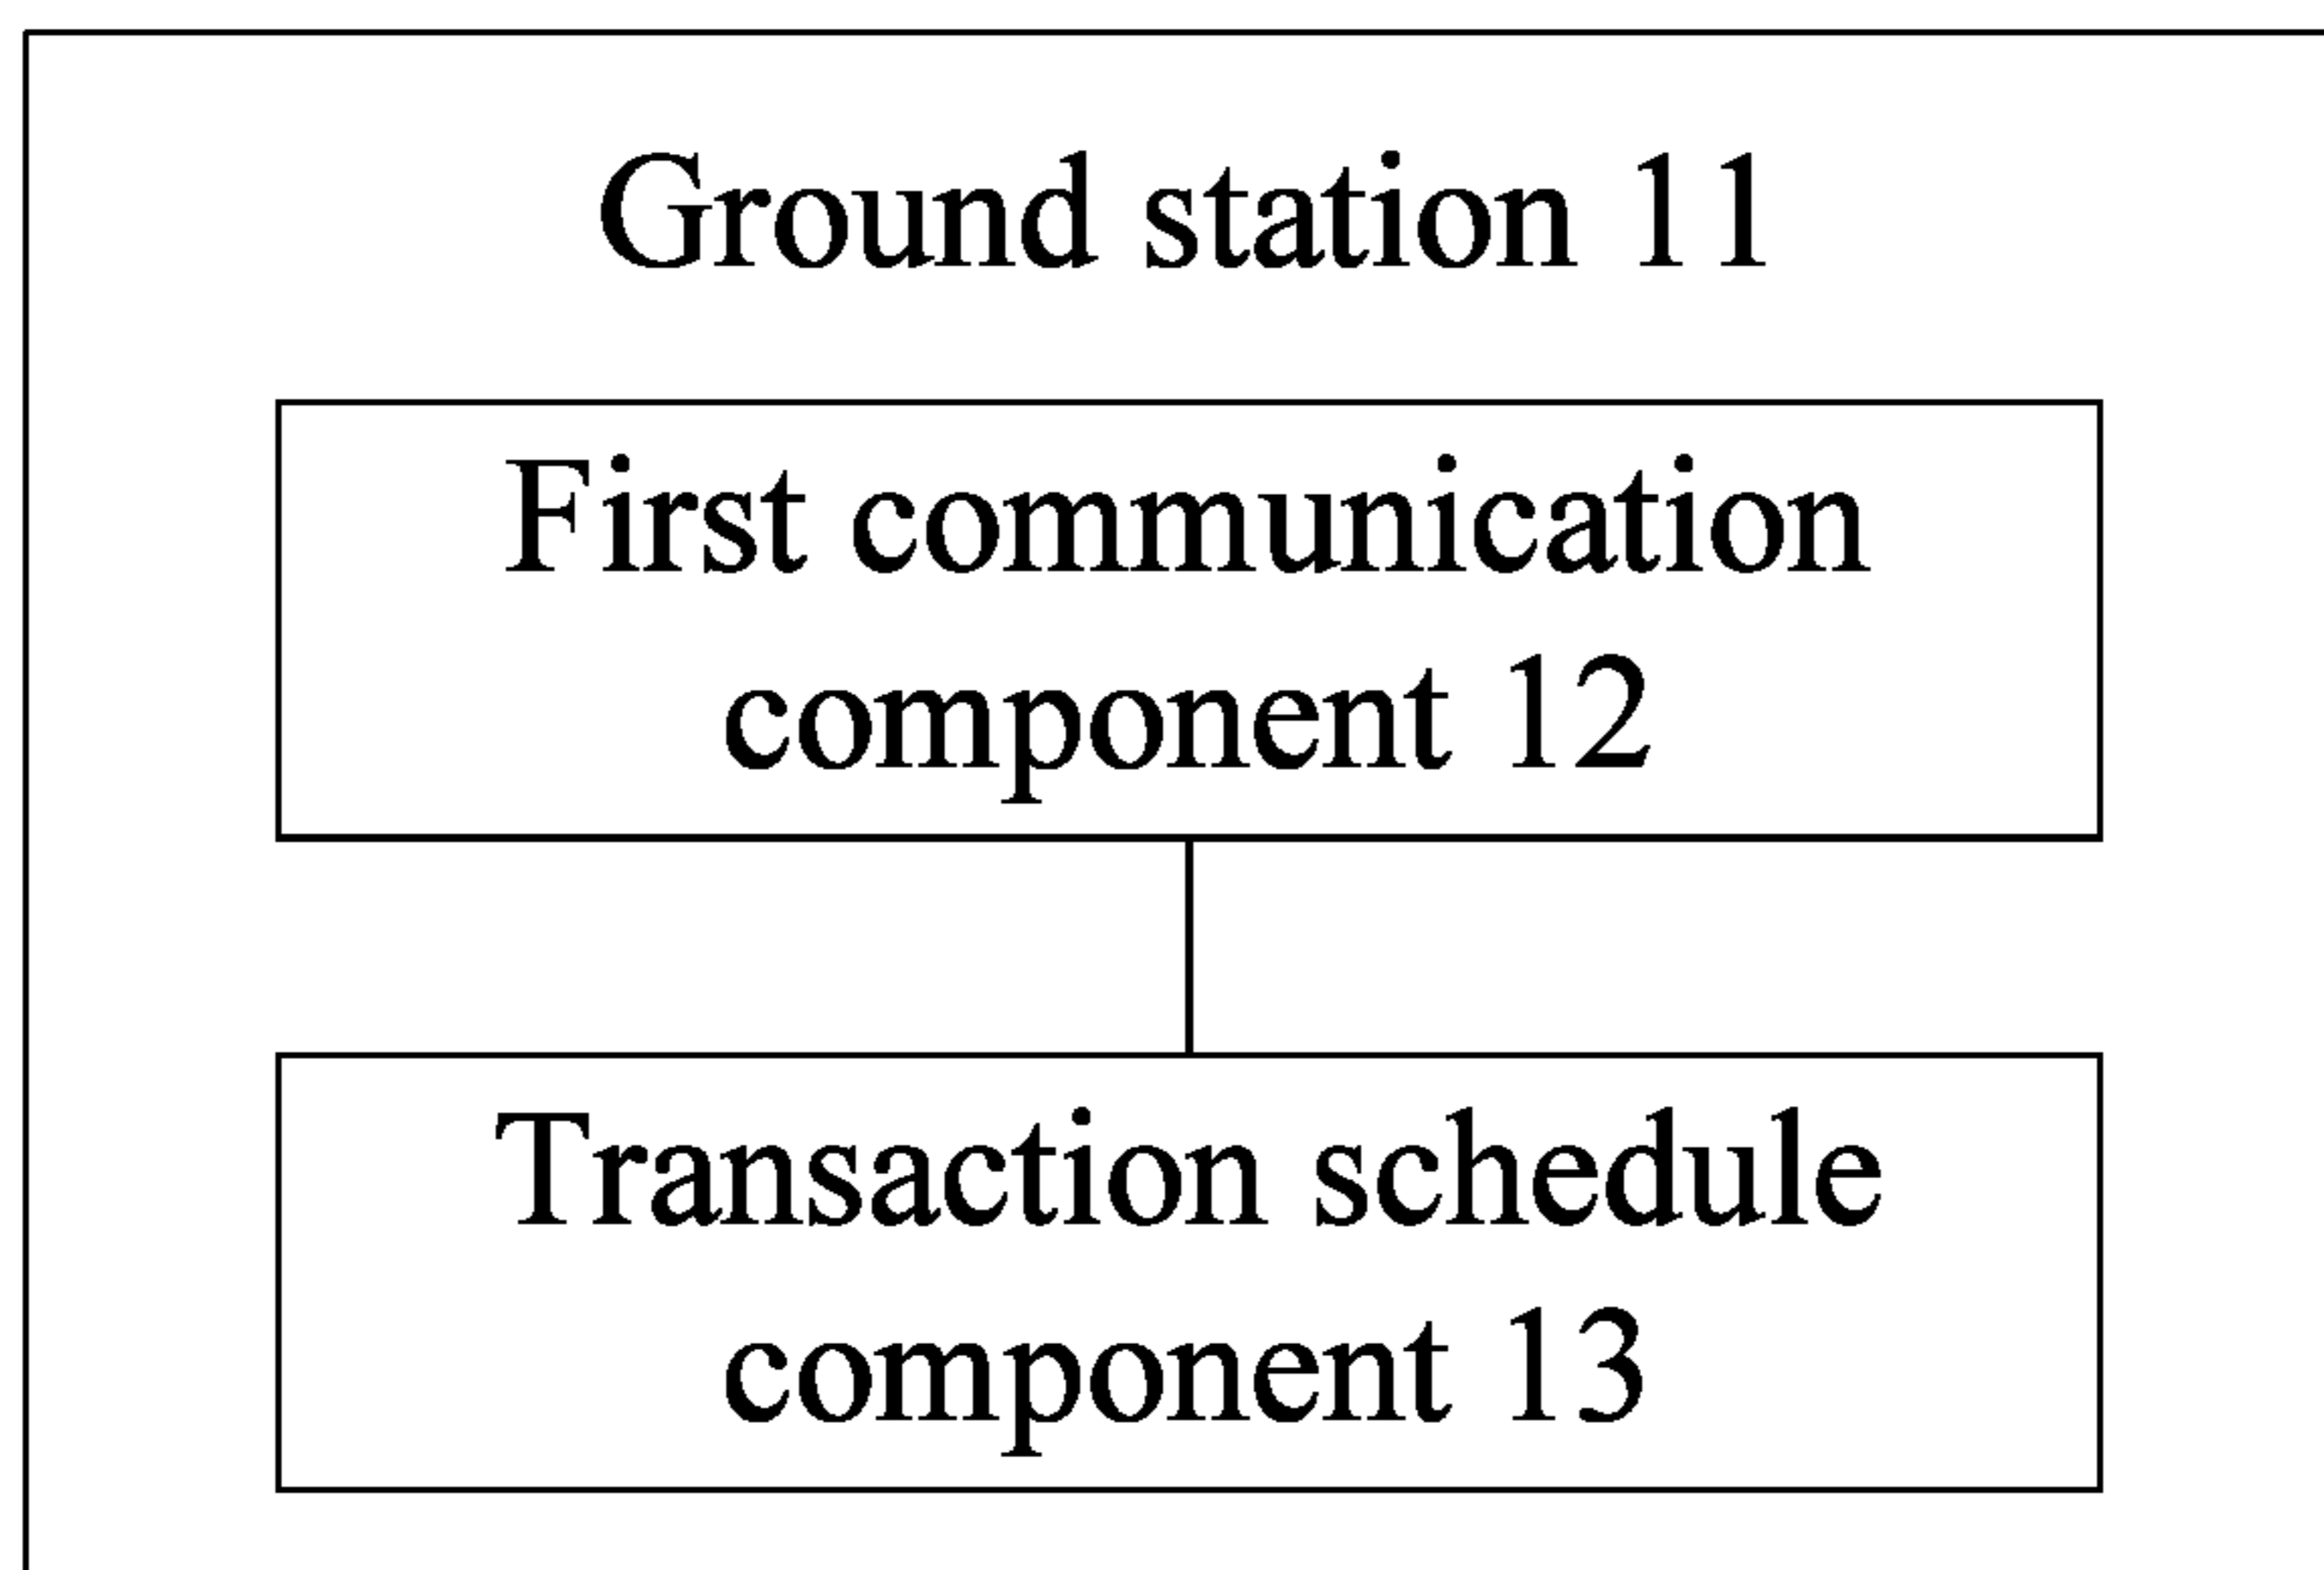 Ground station 11
First communication
component 12
Transaction schedule
component 13